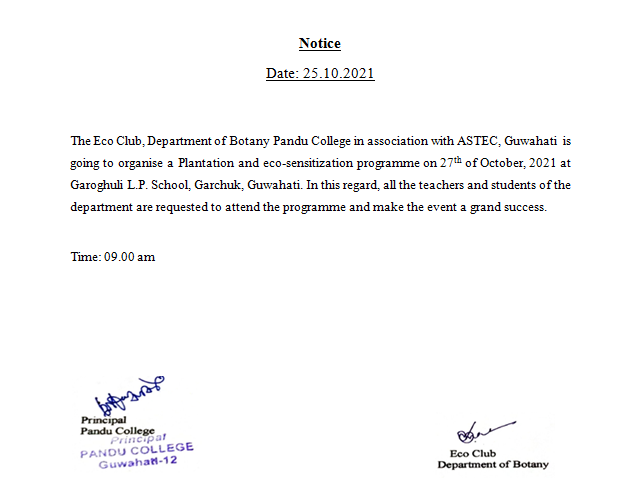 Notice
Date: 25.10.2021
The Eco Club, Department of Botany Pandu College in association with ASTEC, Guwahati is
going to organise a Plantation and eco-sensitization programme on 27th of October, 2021 at
Garoghuli L.P. School, Garchuk, Guwahati. In this regard, all the teachers and students of the
department are requested to attend the programme and make the event a grand success.
Time: 09.00 am
Principal
Pandu College
Principal
PANDU COLLEGE
Guwahati-12
Eco Club
Department of Botany